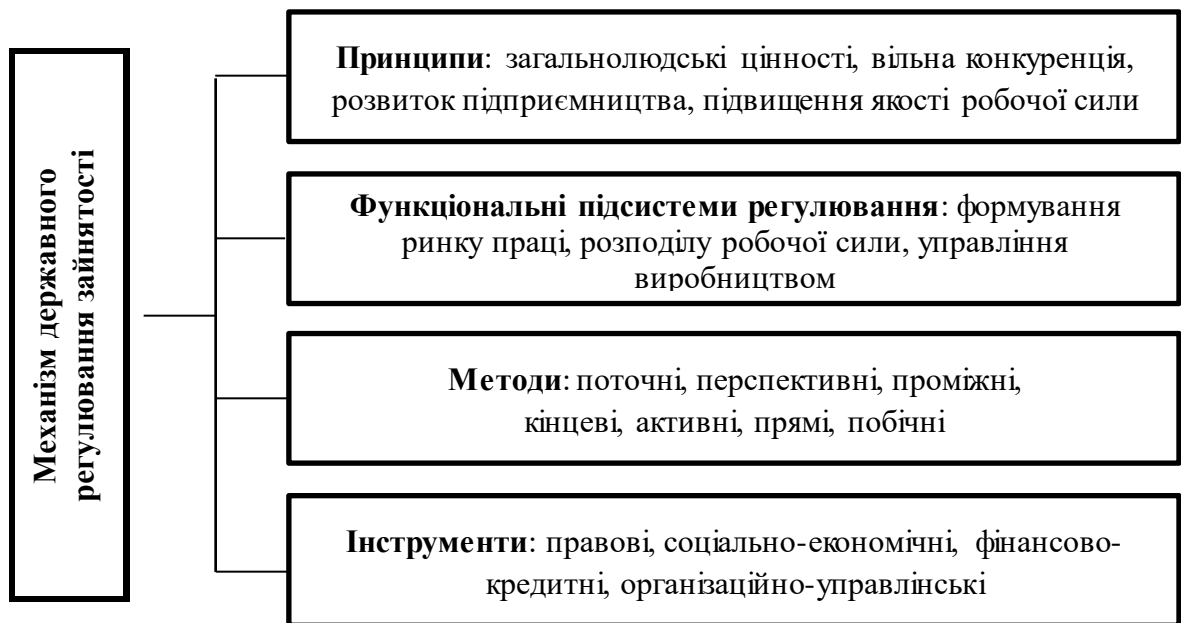 Механізм державного
регулювання зайнятості
Принципи: загальнолюдські цінності, вільна конкуренція,
розвиток підприємництва, підвищення якості робочої сили
Функціональні підсистеми регулювання: формування
ринку праці, розподілу робочої сили, управління
виробництвом
Методи: поточні, перспективні, проміжні,
кінцеві, активні, прямі, побічні
Інструменти: правові, соціально-економічні, фінансово-
кредитні, організаційно-управлінські